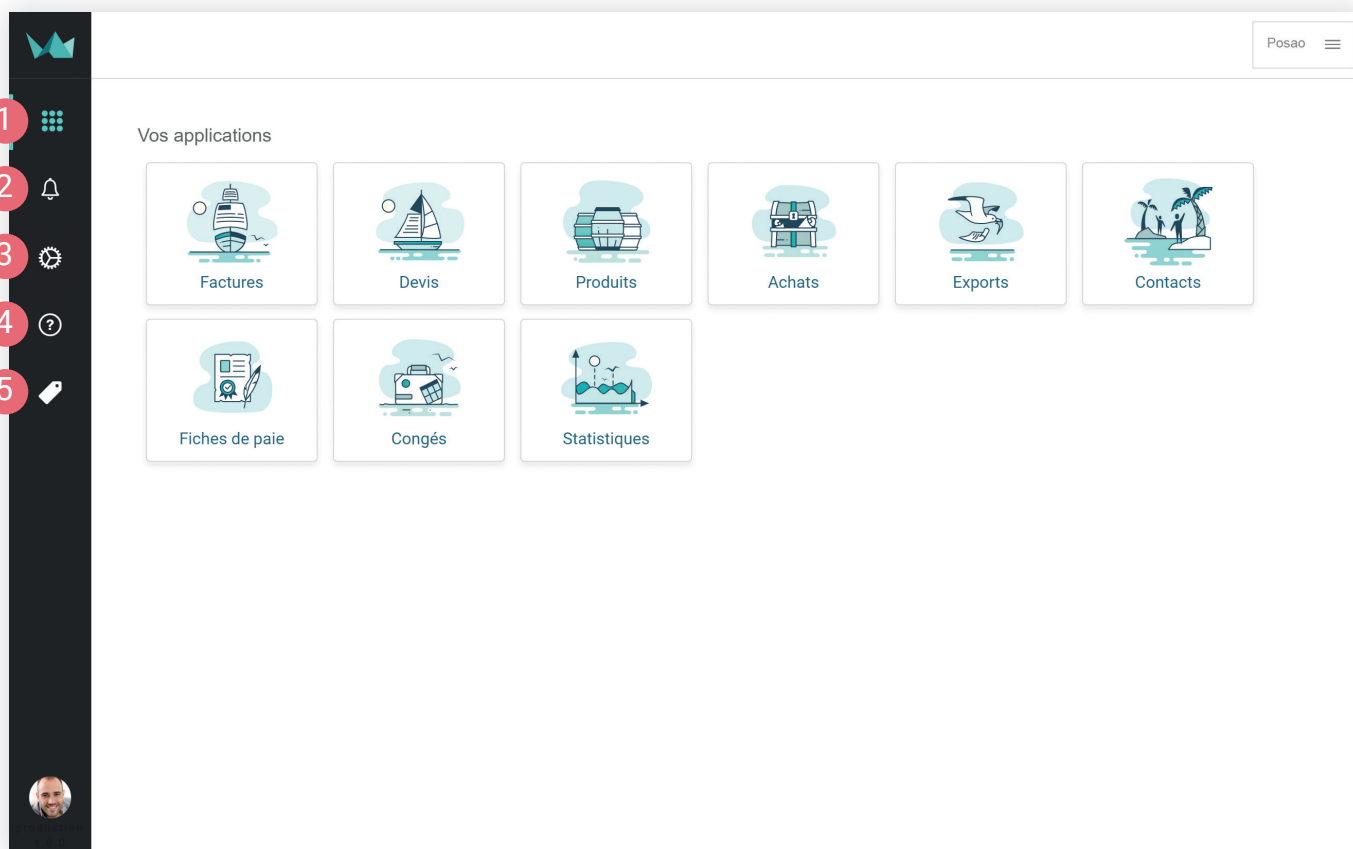 Posao
1
2
3
4
5
Vos applications
Factures
Devis
Produits
Achats
Exports
Contacts
Fiches de paie
Congés
Statistiques